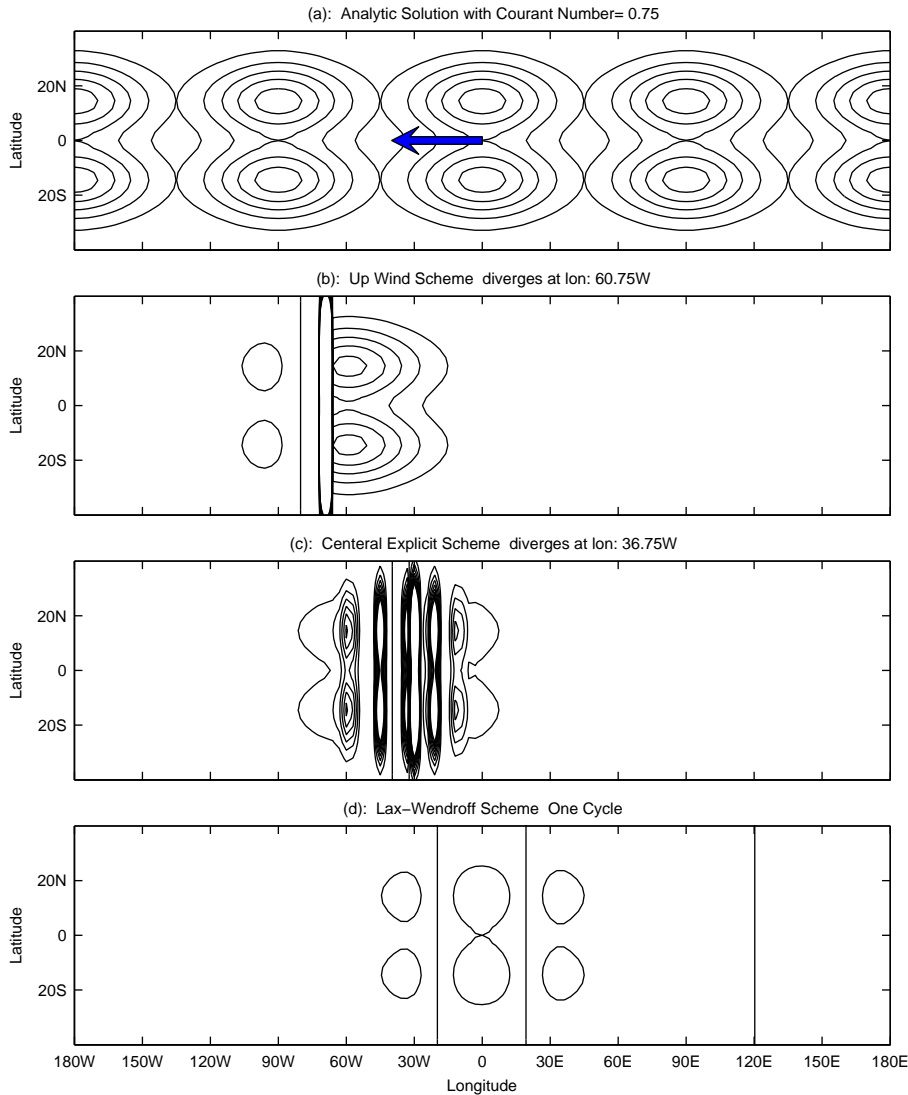 (a): Analytic Solution with Courant Number= 0.75
Latitude
20N
0
20S
(b): Up Wind Scheme diverges at lon: 60.75W
Latitude
20N
0
20S
(c): Centeral Explicit Scheme diverges at lon: 36.75W
Latitude
20N
0
20S
(d): Lax−Wendroff Scheme One Cycle
Latitude
20N
0
20S
180W 150W 120W 90W 60W 30W 0 30E 60E 90E 120E 150E 180E
Longitude